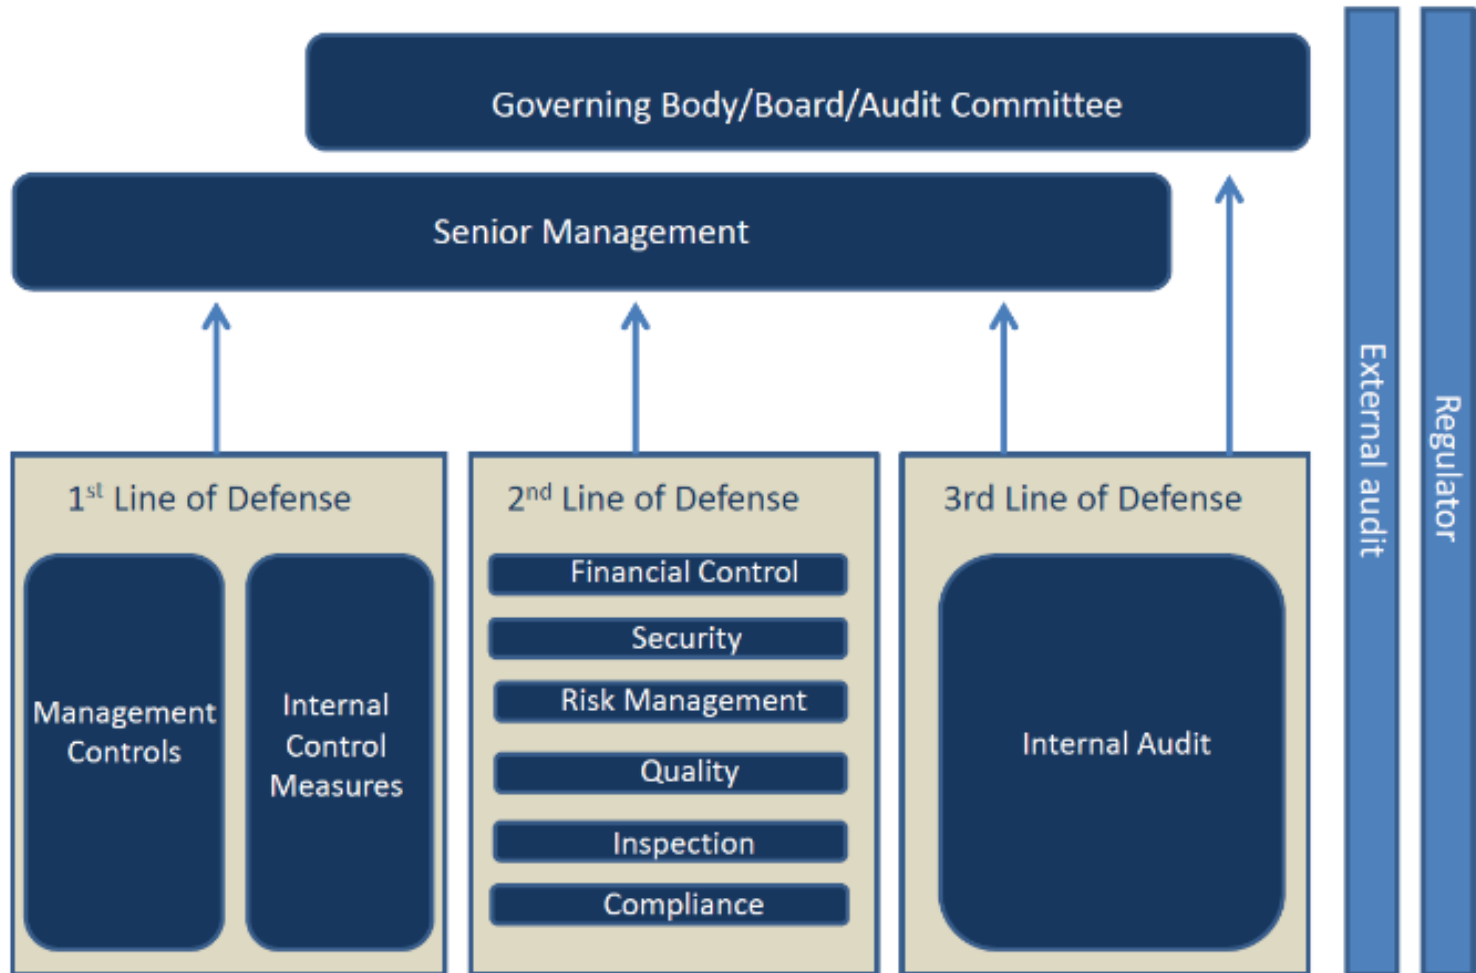 Governing Body/Board/Audit Committee
Senior Management
1st Line of Defense
Management
Controls
Internal
Control
Measures
2nd Line of Defense
Financial Control
Security
Risk Management
Quality
Inspection
Compliance
3rd Line of Defense
Internal Audit
External audit
Regulator